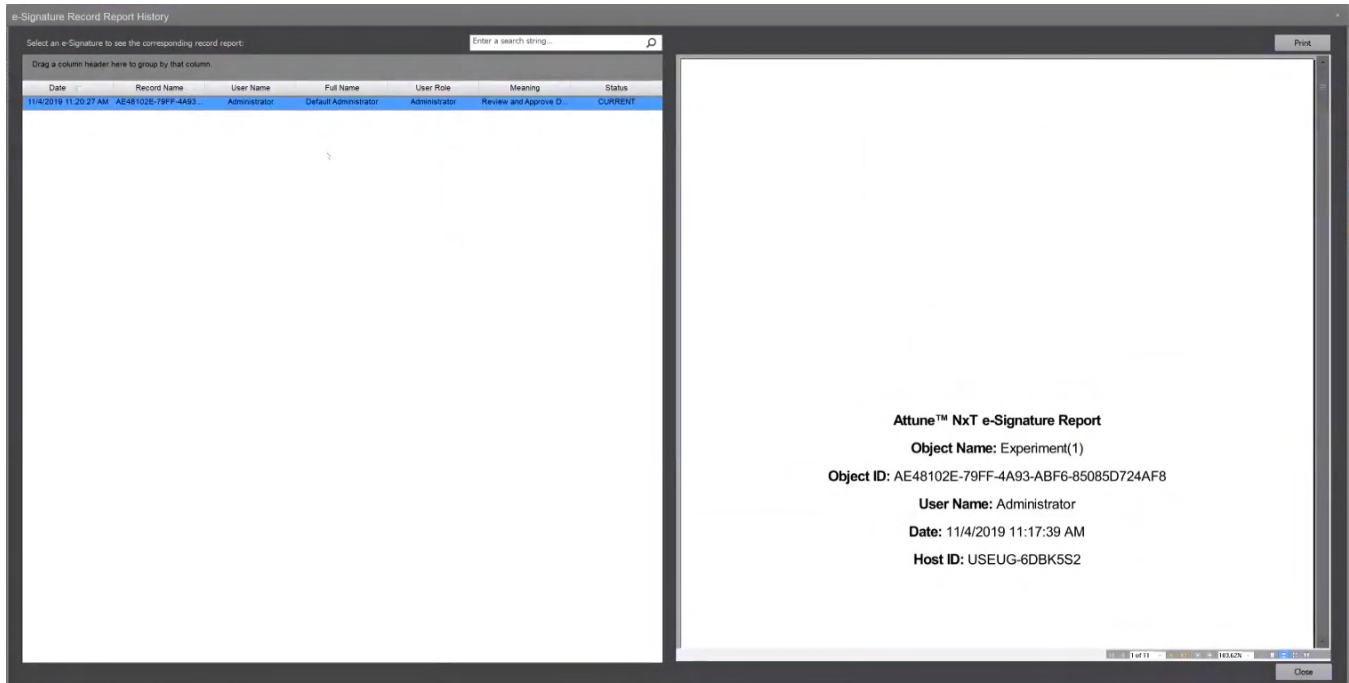 e-Signature Record Report History
Select an e-Signature to see the corresponding record report:
Enter a search string...
Print
Drag a column header here to group by that column.
Date Record Name User Name Full Name User Role Meaning Status
11/4/2019 11:20:27 AM AE48102E-79FF-4A93... Administrator Default Administrator Administrator Review and Approve D... CURRENT
Attune™ NxT e-Signature Report
Object Name: Experiment(1)
Object ID: AE48102E-79FF-4A93-ABF6-85085D724AF8
User Name: Administrator
Date: 11/4/2019 11:17:39 AM
Host ID: USEUG-6DBK5S2
1 of 11
103.62%
Close